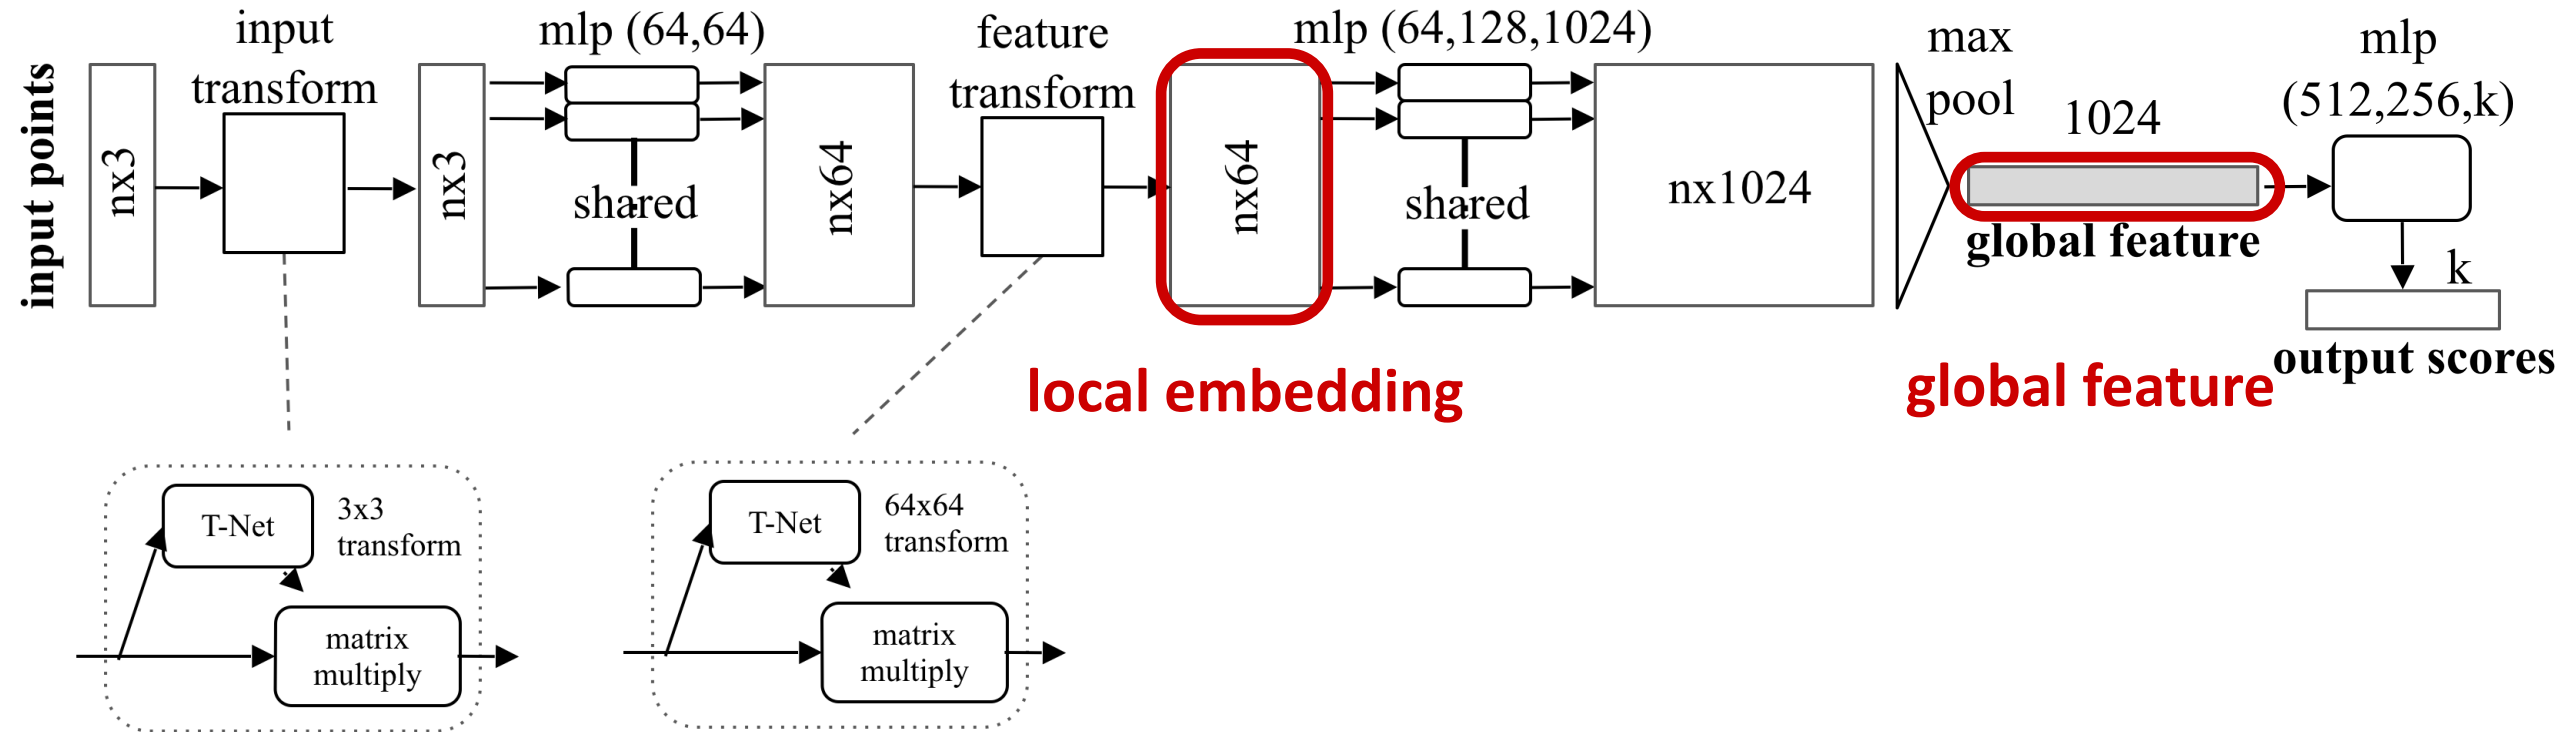 input points
nx3
input
transform
nx3
mlp (64,64)
shared
nx64
feature
transform
nx64
mlp (64,128,1024)
shared
nx1024
max
pool
1024
global feature
mlp
(512,256,k)
k
output scores
local embedding
global feature
T-Net
3x3
transform
matrix
multiply
T-Net
64x64
transform
matrix
multiply